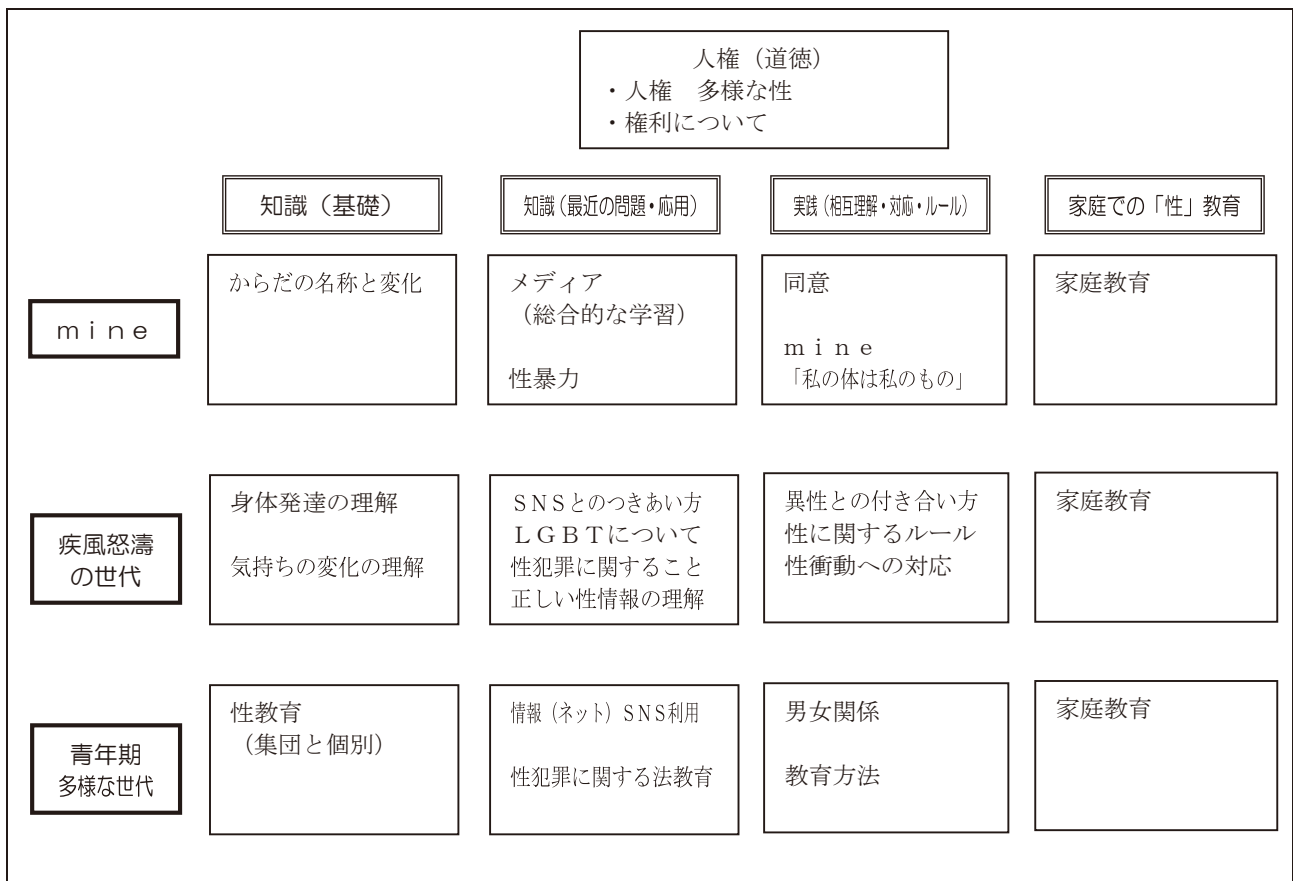 人権（道徳）
・人権　多様な性
・権利について
知識（基礎）
知識（最近の問題・応用）
実践（相互理解・対応・ルール）
家庭での「性」教育
ｍｉｎｅ
からだの名称と変化
メディア
（総合的な学習）
性暴力
同意
ｍｉｎｅ
「私の体は私のもの」
家庭教育
疾風怒濤
の世代
身体発達の理解
気持ちの変化の理解
ＳＮＳとのつきあい方
ＬＧＢＴについて
性犯罪に関すること
正しい性情報の理解
異性との付き合い方
性に関するルール
性衝動への対応
家庭教育
青年期
多様な世代
性教育
（集団と個別）
情報（ネット）ＳＮＳ利用
性犯罪に関する法教育
男女関係
教育方法
家庭教育